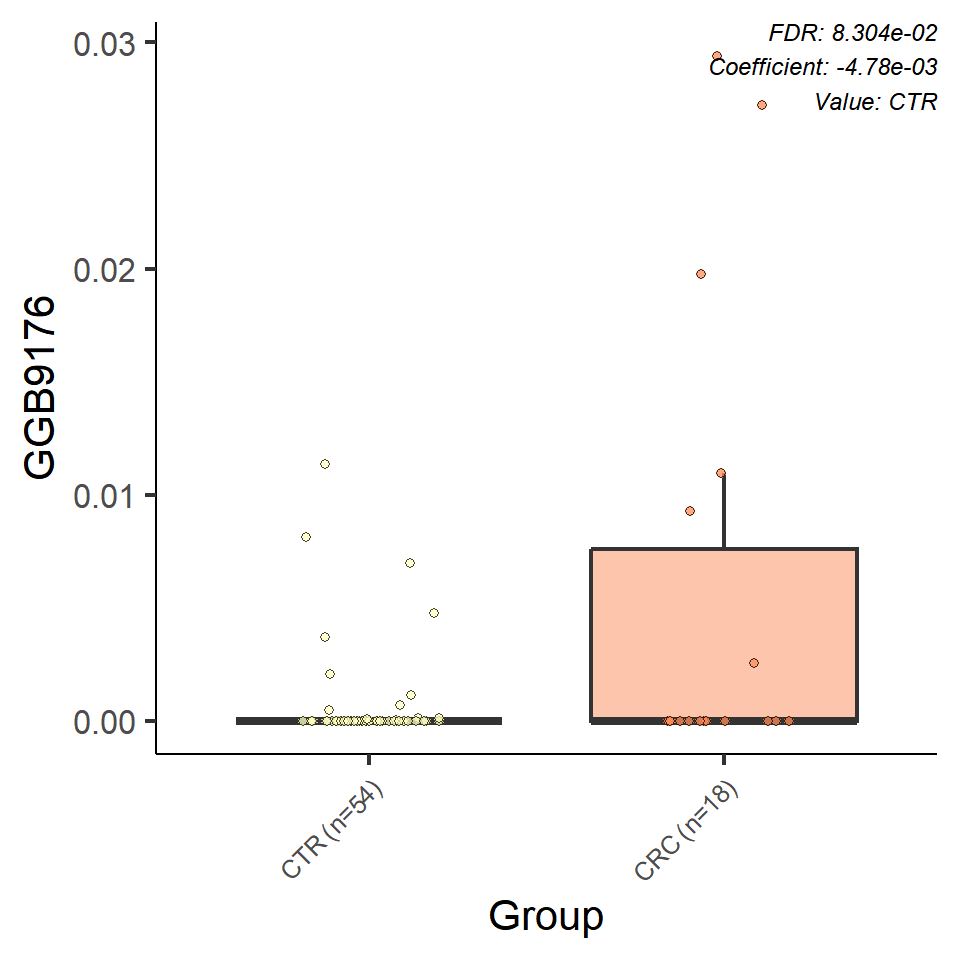 FDR: 8.304e-02
Coefficient: -4.78e-03
Value: CTR
0.03
0.02
0.01
0.00
GGB9176
CTR (n=54)
CRC (n=18)
Group